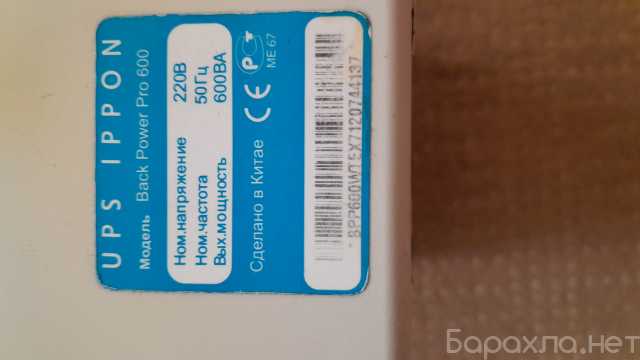 UPS IPPON
Модель Back Power Pro 600
Ном.напряжение 220В
Ном.частота 50Гц
Вых.мощность 600ВА
Сделано в Китае CE РСТ
ME 67
Барахла.нет